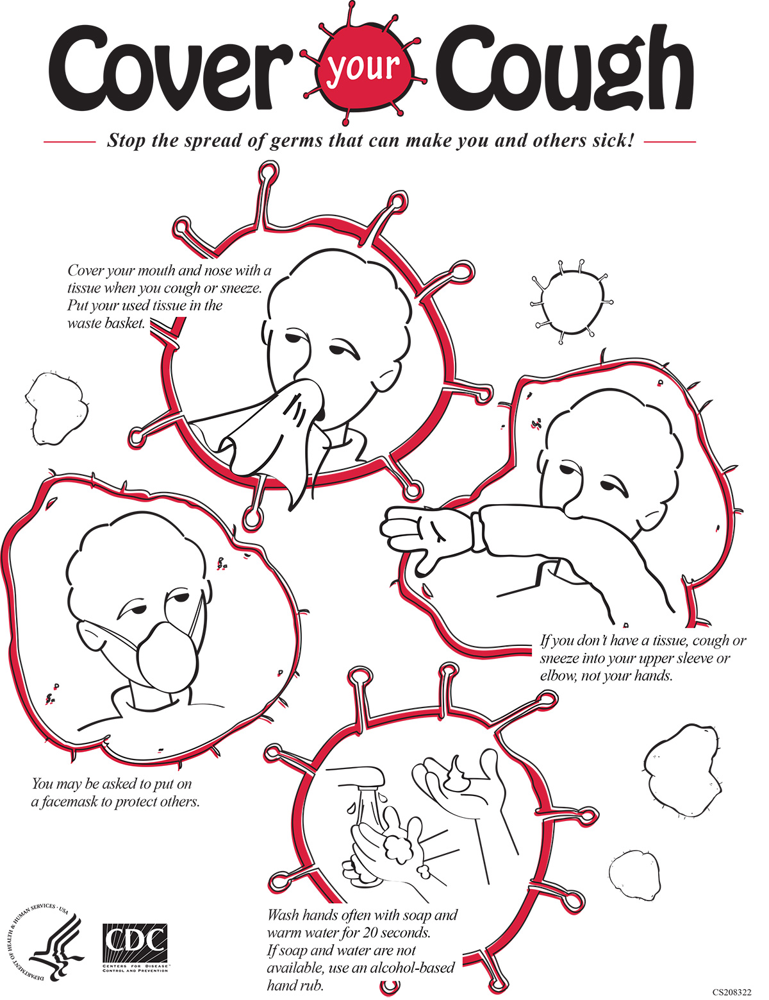 Cover your Cough
Stop the spread of germs that can make you and others sick!
Cover your mouth and nose with a
tissue when you cough or sneeze.
Put your used tissue in the
waste basket.
If you don't have a tissue, cough or
sneeze into your upper sleeve or
elbow, not your hands.
You may be asked to put on
a facemask to protect others.
Wash hands often with soap and
warm water for 20 seconds.
If soap and water are not
available, use an alcohol-based
hand rub.
DEPARTMENT OF HEALTH & HUMAN SERVICES · USA
CDC
CENTERS FOR DISEASE™
CONTROL AND PREVENTION
CS208322